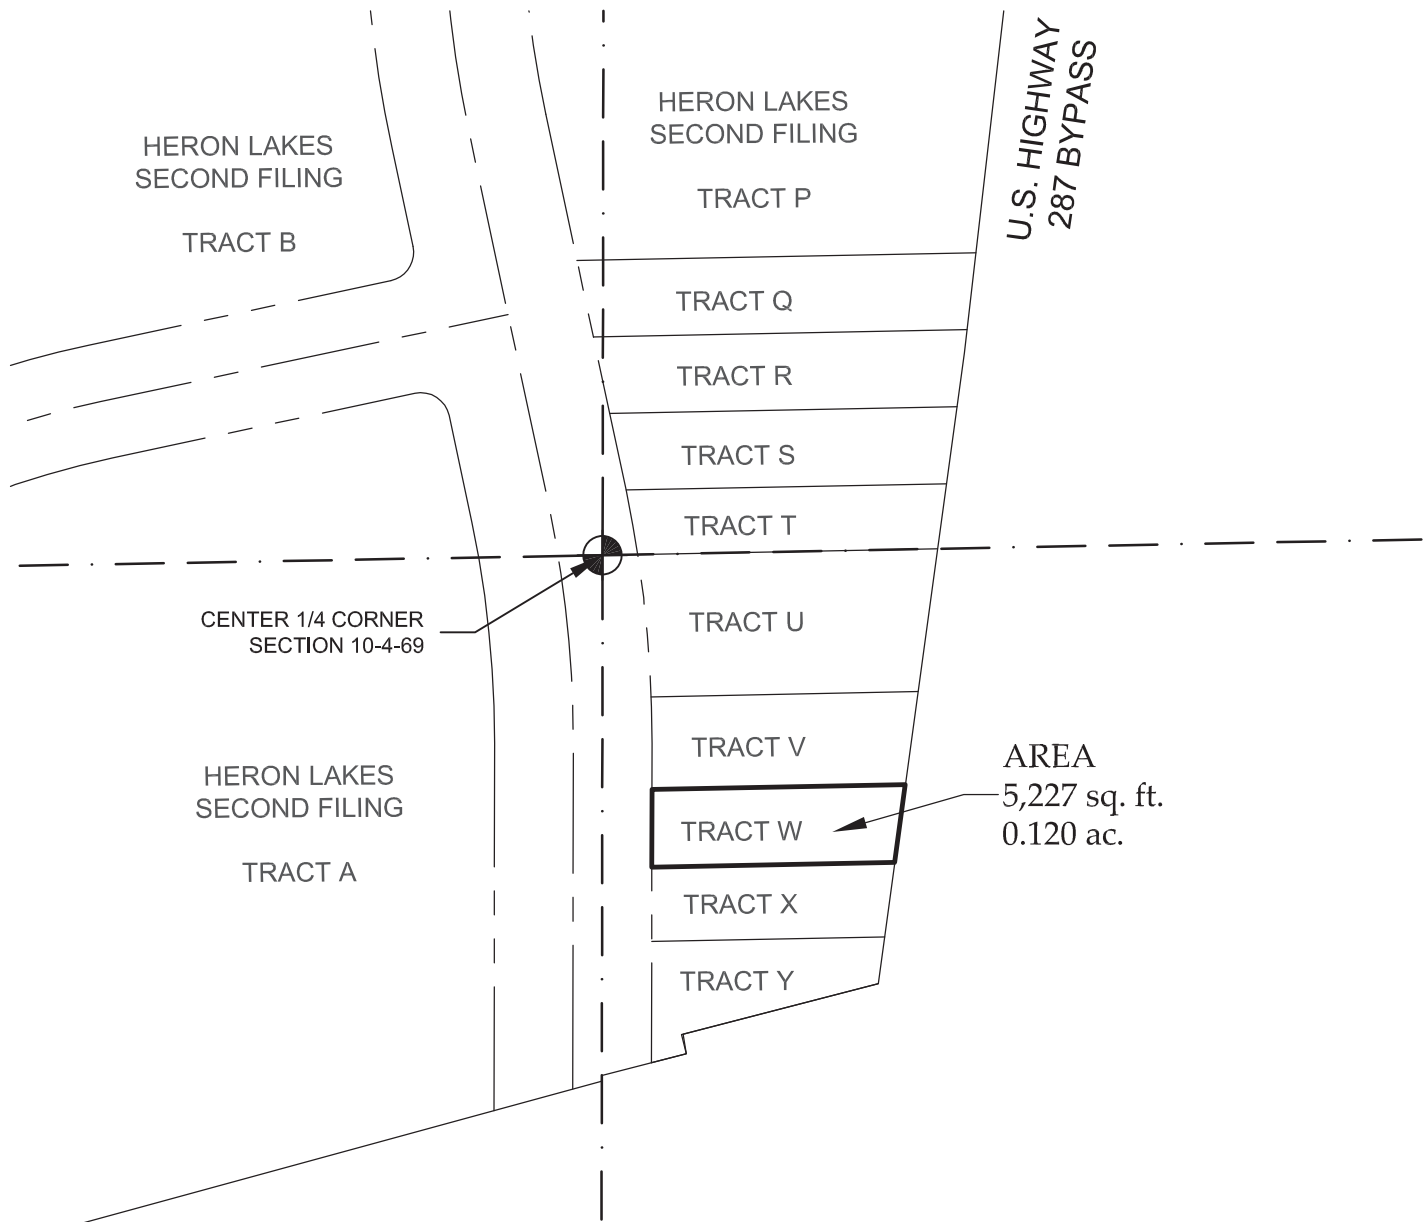 HERON LAKES
SECOND FILING
TRACT B
HERON LAKES
SECOND FILING
TRACT P
U.S. HIGHWAY
287 BYPASS
TRACT Q
TRACT R
TRACT S
TRACT T
CENTER 1/4 CORNER
SECTION 10-4-69
TRACT U
TRACT V
HERON LAKES
SECOND FILING
TRACT A
AREA
5,227 sq. ft.
0.120 ac.
TRACT W
TRACT X
TRACT Y